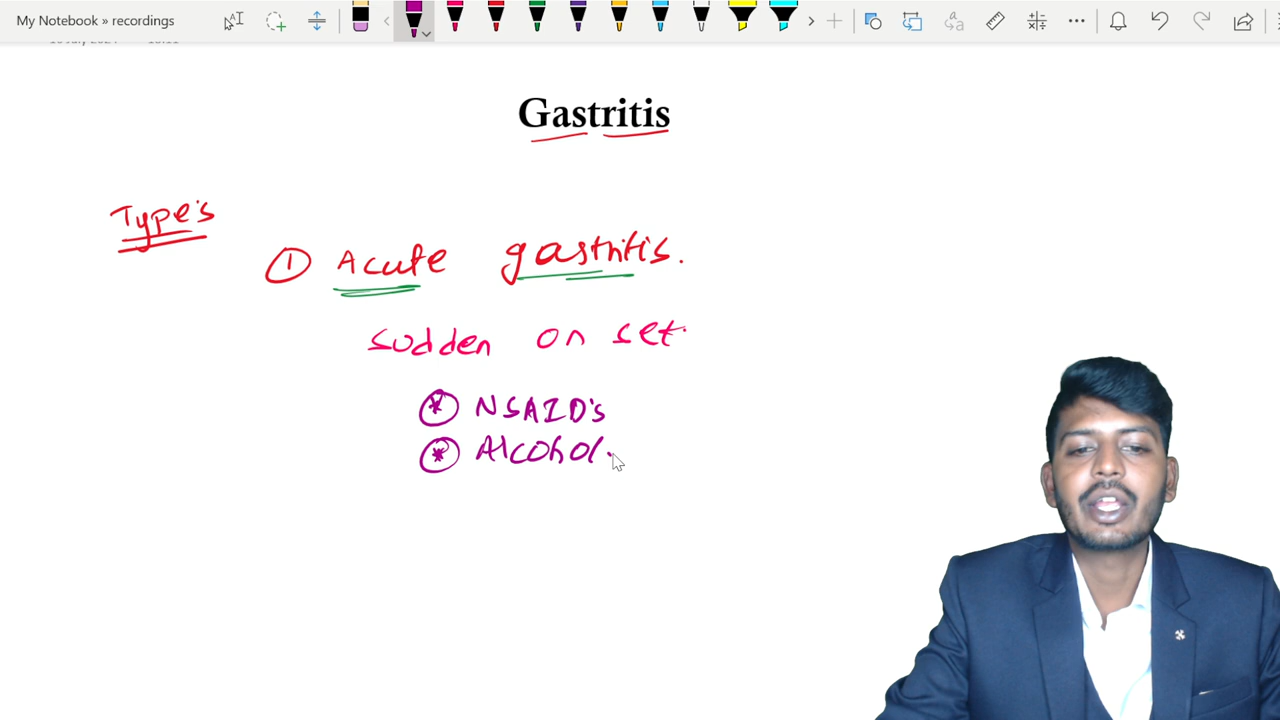 My Notebook » recordings
Gastritis
Type's
① Acute gastritis.
sudden on set.
* NSAID's
* Alcohol.